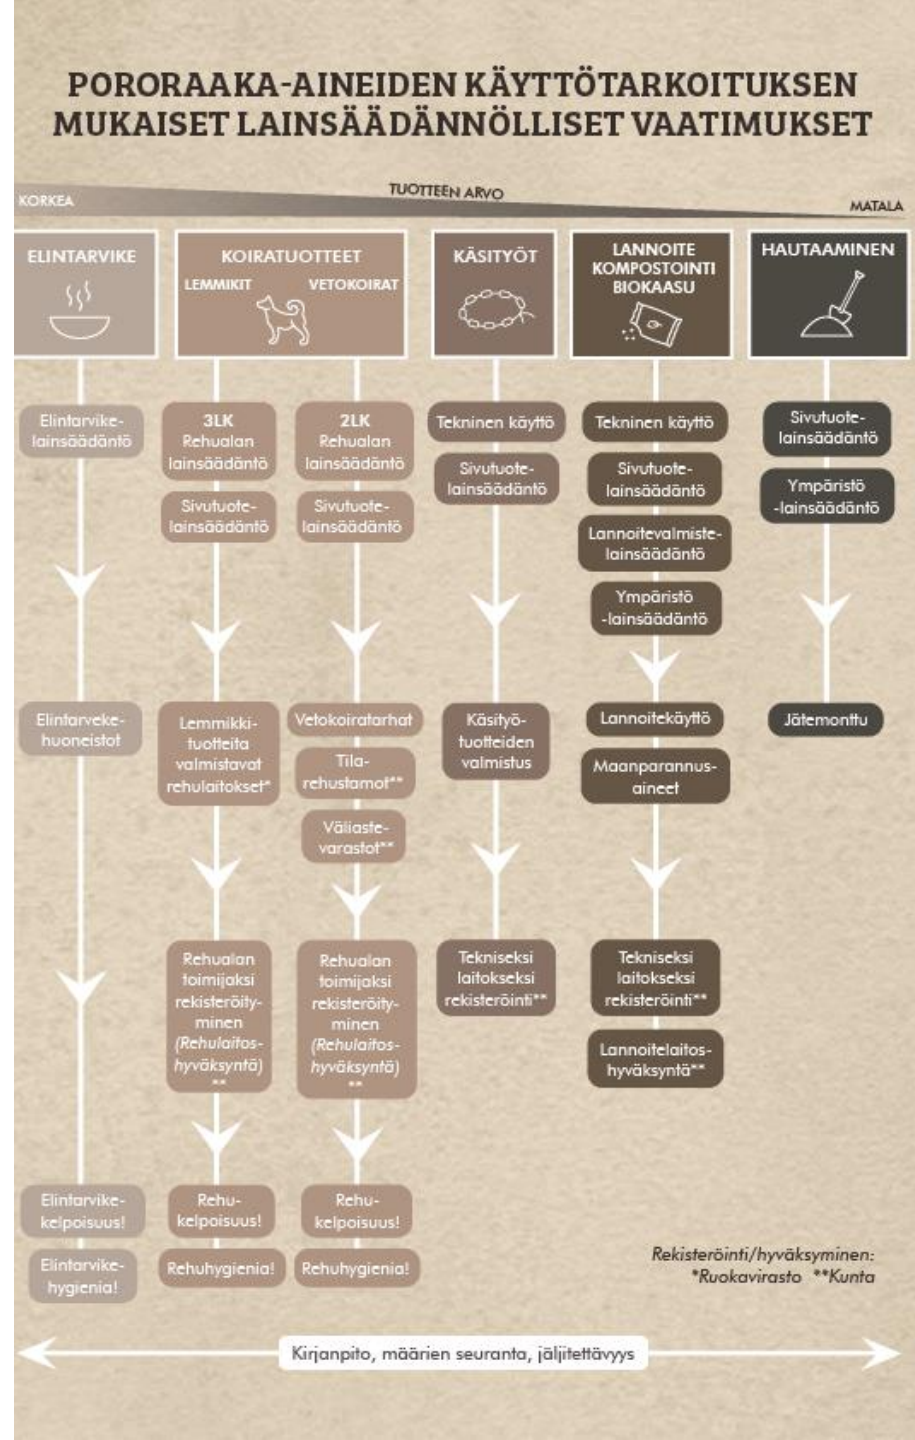 PORORAAKA-AINEIDEN KÄYTTÖTARKOITUKSEN
MUKAISET LAINSÄÄDÄNNÖLLISET VAATIMUKSET
KORKEA
TUOTTEEN ARVO
MATALA
ELINTARVIKE
KOIRATUOTTEET
LEMMIKIT
VETOKOIRAT
KÄSITYÖT
LANNOITE
KOMPOSTOINTI
BIOKAASU
HAUTAAMINEN
Elintarvike-
lainsäädäntö
3LK
Rehualan
lainsäädäntö
Sivutuote-
lainsäädäntö
2LK
Rehualan
lainsäädäntö
Sivutuote-
lainsäädäntö
Tekninen käyttö
Sivutuote-
lainsäädäntö
Tekninen käyttö
Sivutuote-
lainsäädäntö
Lannoitevalmiste-
lainsäädäntö
Ympäristö
-lainsäädäntö
Sivutuote-
lainsäädäntö
Ympäristö
-lainsäädäntö
Elintarveke-
huoneistot
Lemmikki-
tuotteita
valmistavat
rehulaitokset*
Vetokoiratarhat
Tila-
rehustamot**
Väliaste-
varastot**
Käsityö-
tuotteiden
valmistus
Lannoitekäyttö
Maanparannus-
aineet
Jätemonttu
Rehualan
toimijaksi
rekisteröity-
minen
(Rehulaitos-
hyväksyntä)
**
Rehualan
toimijaksi
rekisteröity-
minen
(Rehulaitos-
hyväksyntä)
**
Tekniseksi
laitokseksi
rekisteröinti**
Tekniseksi
laitokseksi
rekisteröinti**
Lannoitelaitos-
hyväksyntä**
Elintarvike-
kelpoisuus!
Elintarvike-
hygienia!
Rehu-
kelpoisuus!
Rehuhygienia!
Rehu-
kelpoisuus!
Rehuhygienia!
Rekisteröinti/hyväksyminen:
*Ruokavirasto **Kunta
Kirjanpito, määrien seuranta, jäljitettävyys